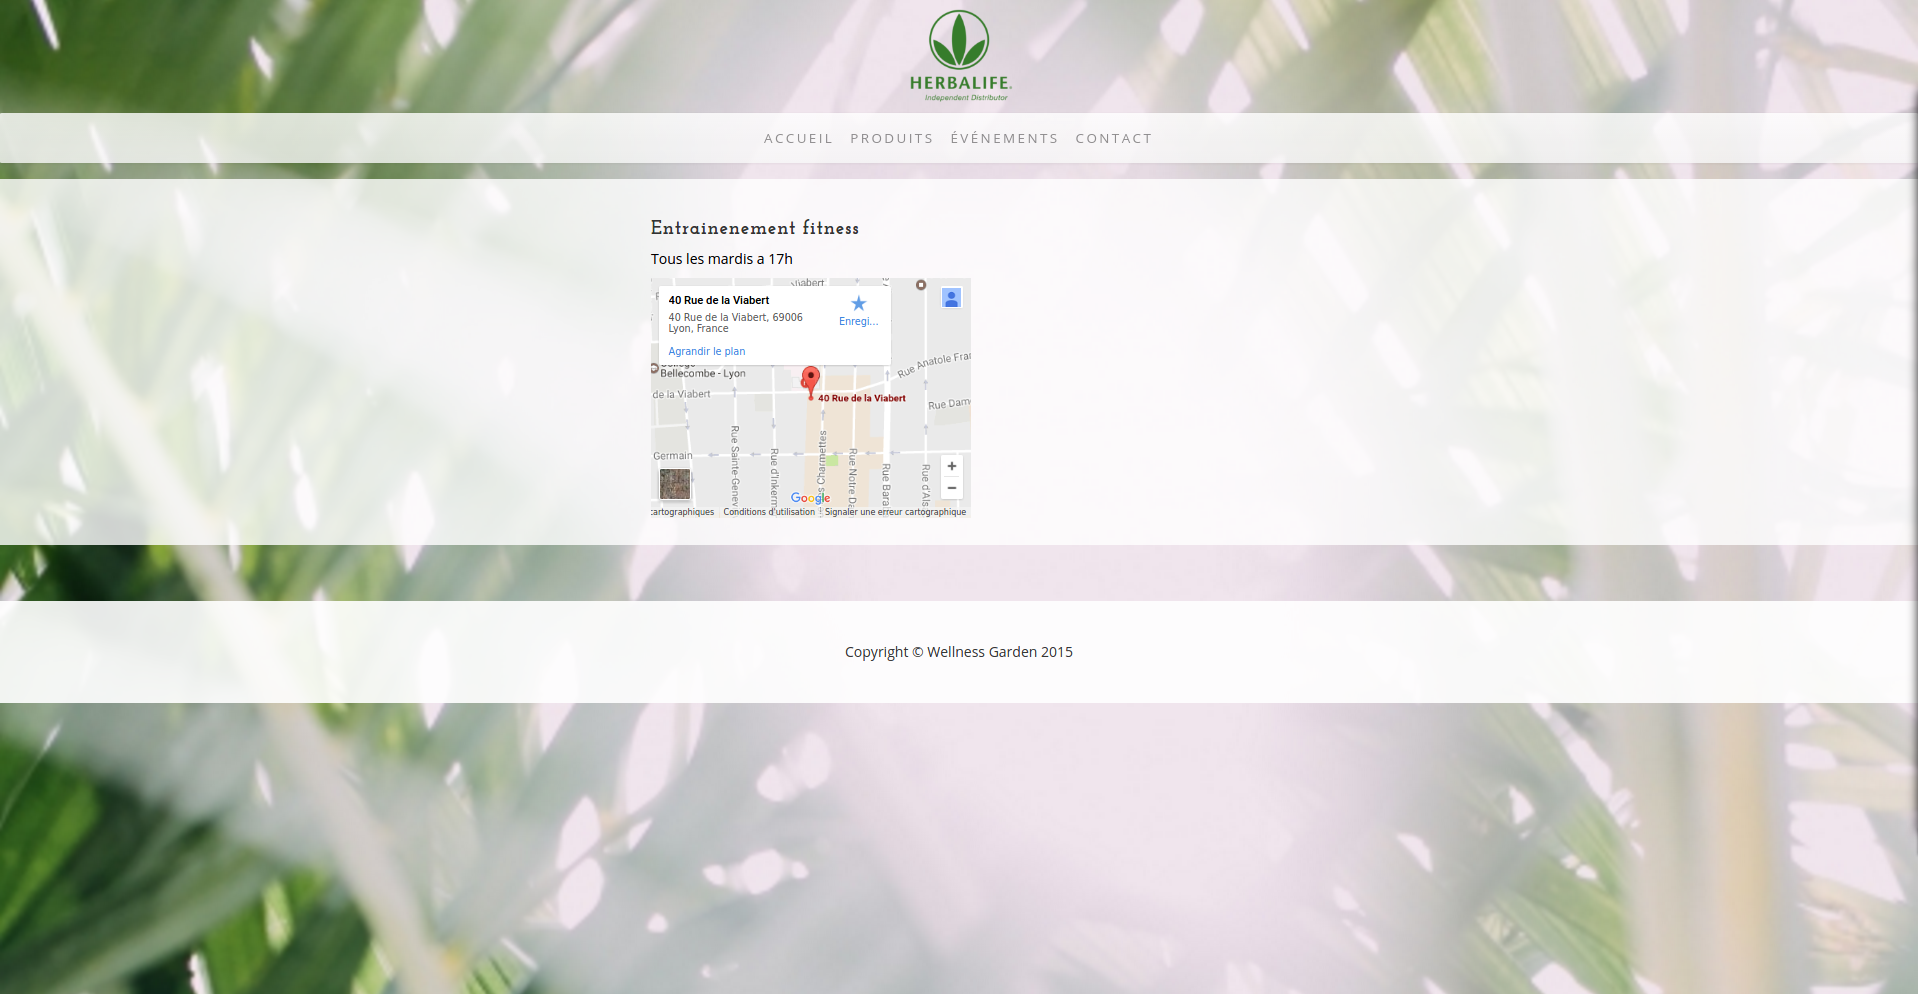 HERBALIFE.
Independent Distributor
ACCUEIL PRODUITS ÉVÉNEMENTS CONTACT
Entrainenement fitness
Tous les mardis a 17h
40 Rue de la Viabert
40 Rue de la Viabert, 69006
Lyon, France
Enregi...
Agrandir le plan
Bellecombe - Lyon
de la Viabert
40 Rue de la Viabert
Rue Anatole Fra
Rue Dam
Germain
Rue Sainte-Genev
Rue d'Inkerm
Rue Notre D
Rue Bara
Rue d'Als
Google
cartographiques Conditions d'utilisation Signaler une erreur cartographique
Copyright © Wellness Garden 2015